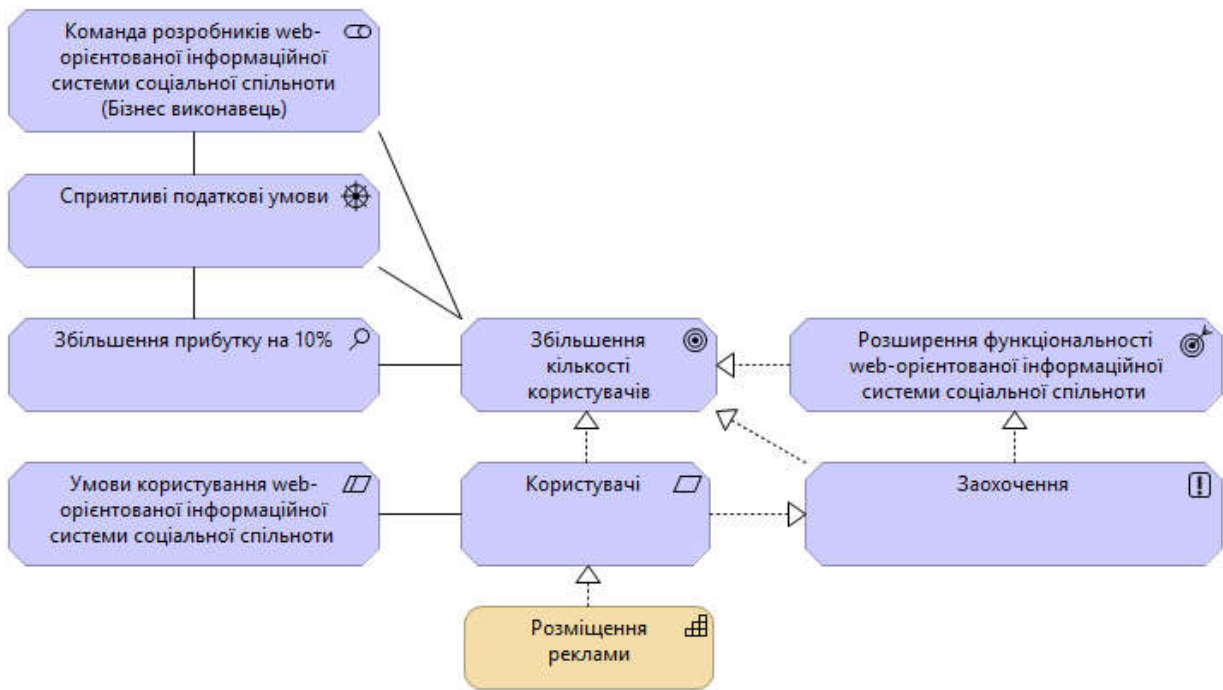 Команда розробників web-
орієнтованої інформаційної
системи соціальної спільноти
(Бізнес виконавець)
Сприятливі податкові умови
Збільшення прибутку на 10%
Збільшення
кількості
користувачів
Розширення функціональності
web-орієнтованої інформаційної
системи соціальної спільноти
Умови користування web-
орієнтованої інформаційної
системи соціальної спільноти
Користувачі
Заохочення
Розміщення
реклами